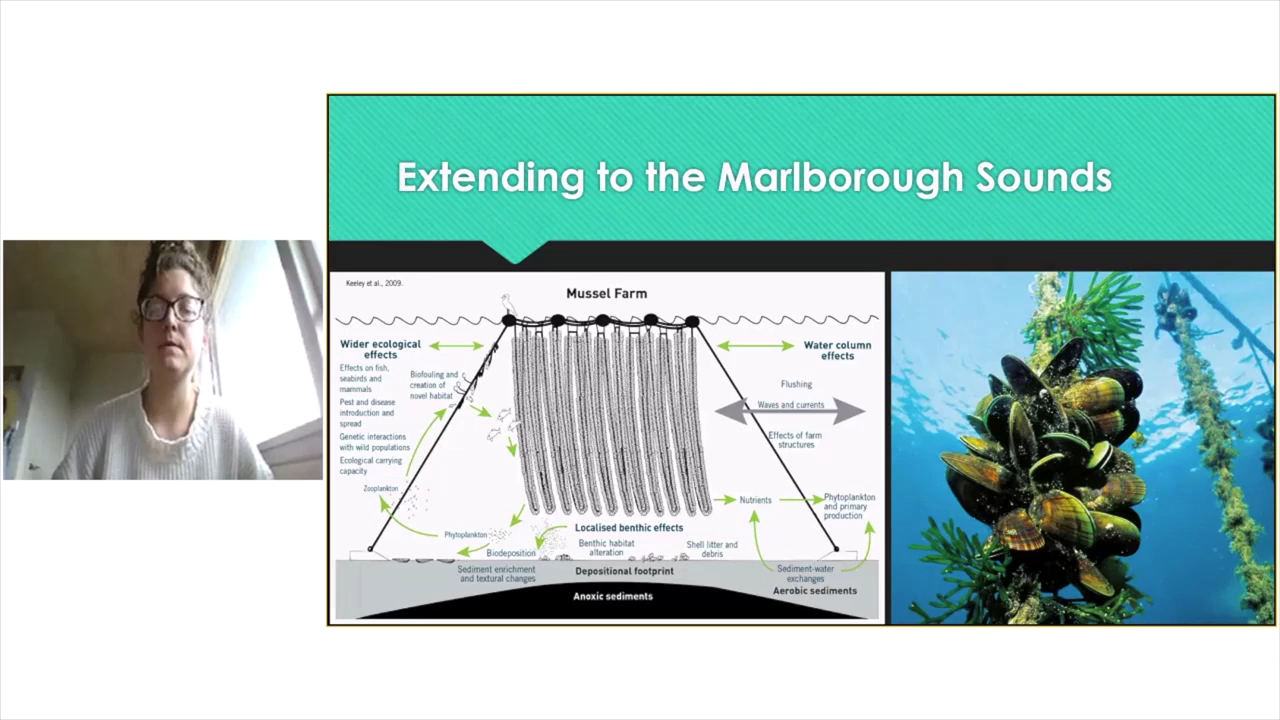 Extending to the Marlborough Sounds
Keeley et al., 2009.
Mussel Farm
Wider ecological
effects
Effects on fish,
seabirds and
mammals
Pest and disease
introduction and
spread
Genetic interactions
with wild populations
Ecological carrying
capacity
Biofouling and
creation of
novel habitat
Zooplankton
Phytoplankton
Biodeposition
Sediment enrichment
and textural changes
Localised benthic effects
Benthic habitat
alteration
Shell litter and
debris
Depositional footprint
Anoxic sediments
Water column
effects
Flushing
Waves and currents
Effects of farm
structures
Nutrients
Phytoplankton
and primary
production
Sediment-water
exchanges
Aerobic sediments